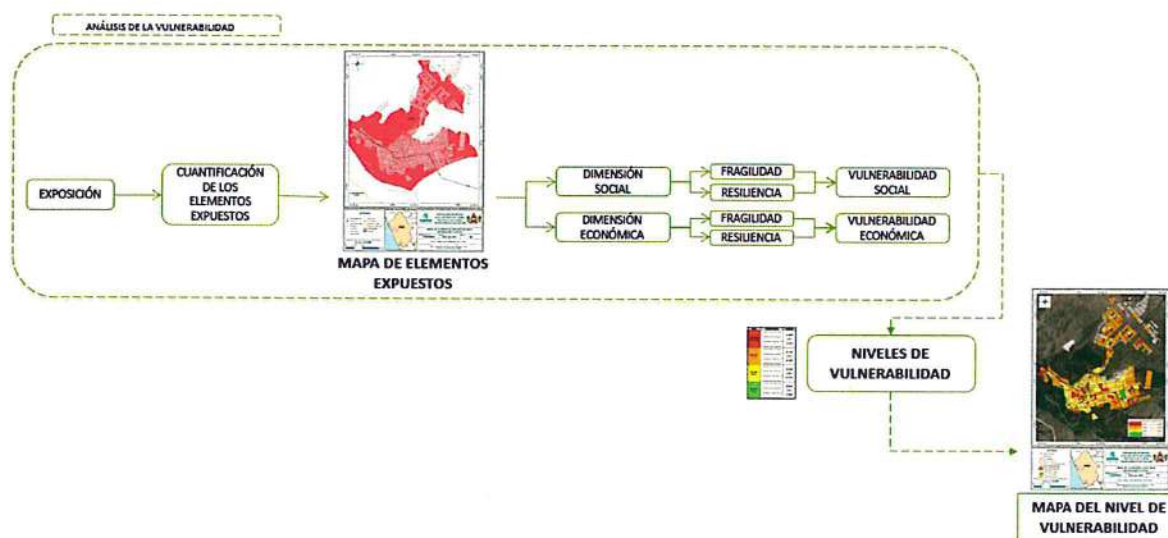 ANÁLISIS DE LA VULNERABILIDAD
EXPOSICIÓN
CUANTIFICACIÓN
DE LOS
ELEMENTOS
EXPUESTOS
MAPA DE ELEMENTOS
EXPUESTOS
DIMENSIÓN
SOCIAL
FRAGILIDAD
RESILIENCIA
VULNERABILIDAD
SOCIAL
DIMENSIÓN
ECONÓMICA
FRAGILIDAD
RESILIENCIA
VULNERABILIDAD
ECONÓMICA
NIVELES DE
VULNERABILIDAD
MAPA DEL NIVEL DE
VULNERABILIDAD